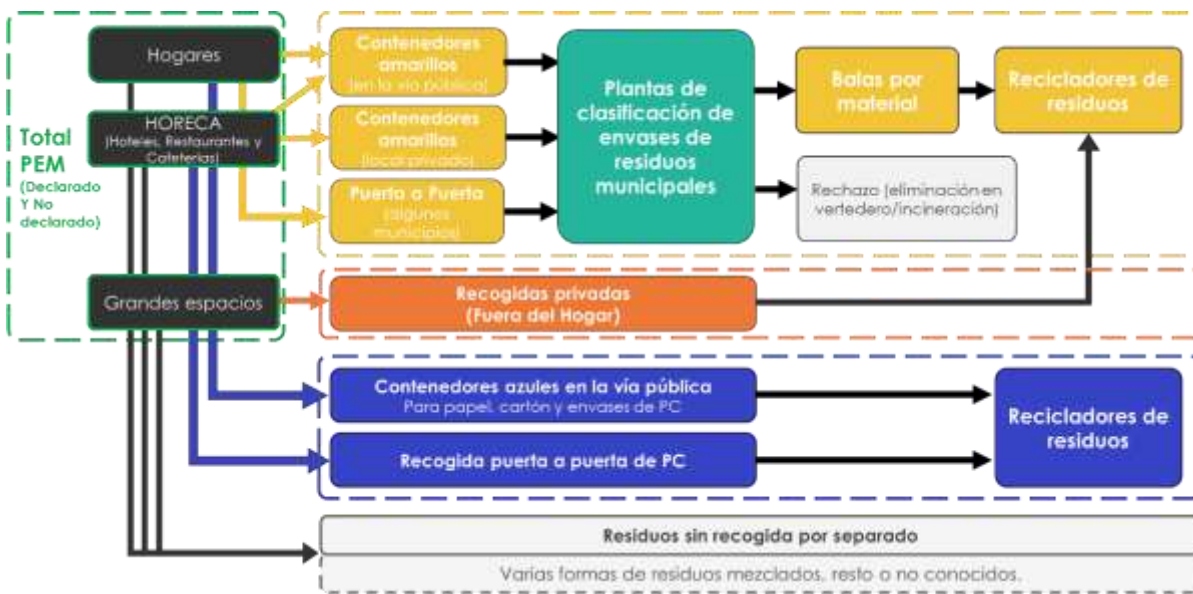 Total
PEM
(Declarado
Y No
declarado)
Hogares
HORECA
(Hoteles, Restaurantes y
Cafeterías)
Grandes espacios
Contenedores
amarillos
(en la vía pública)
Contenedores
amarillos
(local privado)
Puerta a Puerta
(algunos
municipios)
Plantas de
clasificación de
envases de
residuos
municipales
Balas por
material
Recicladores de
residuos
Rechazo (eliminación en
vertedero/incineración)
Recogidas privadas
(Fuera del Hogar)
Contenedores azules en la vía pública
Para papel, cartón y envases de PC
Recogida puerta a puerta de PC
Recicladores de
residuos
Residuos sin recogida por separado
Varias formas de residuos mezclados, resto o no conocidos.